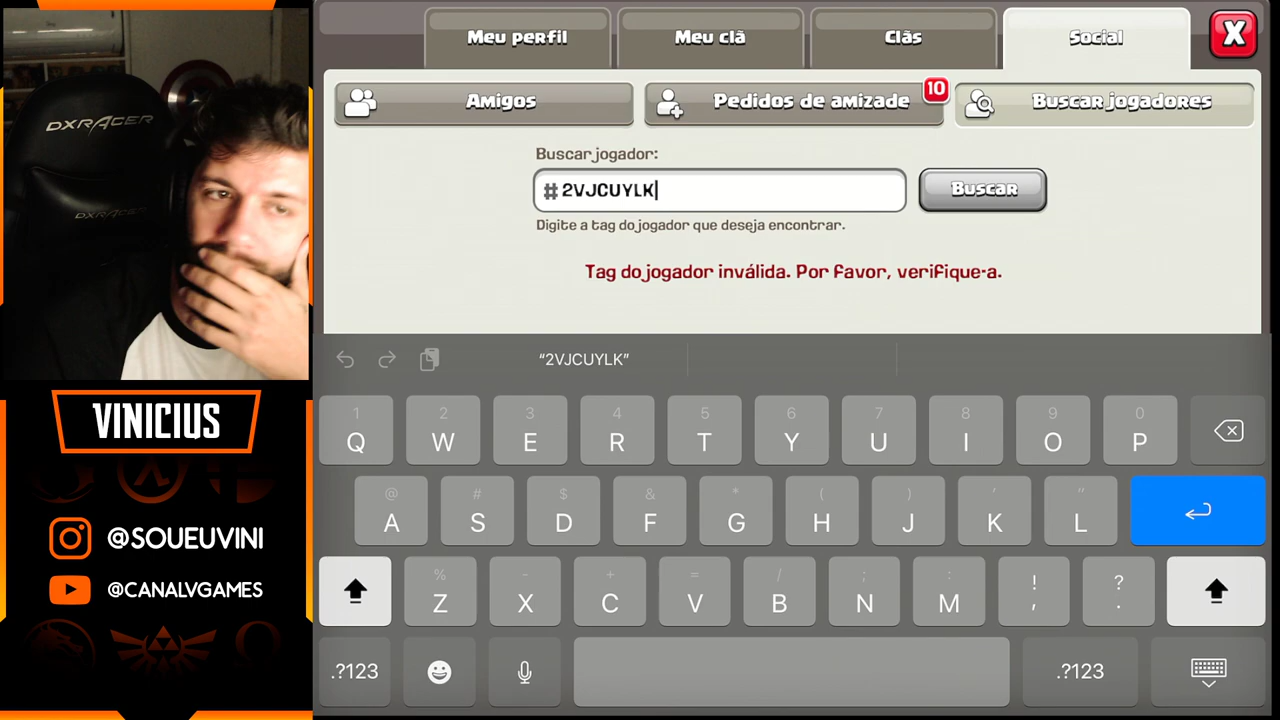 Meu perfil
Meu clã
Clãs
Social
X
Amigos
Pedidos de amizade
10
Buscar jogadores
Buscar jogador:
# 2VJCUYLK
Buscar
Digite a tag do jogador que deseja encontrar.
Tag do jogador inválida. Por favor, verifique-a.
DXRACER
“2VJCUYLK”
VINICIUS
@SOUEUVINI
@CANALVGAMES
1 2 3 4 5 6 7 8 9 0
Q W E R T Y U I O P
@ # $ & * ( ) ' "
A S D F G H J K L
% - + = / ; : ! ?
Z X C V B N M , .
.?123
.?123